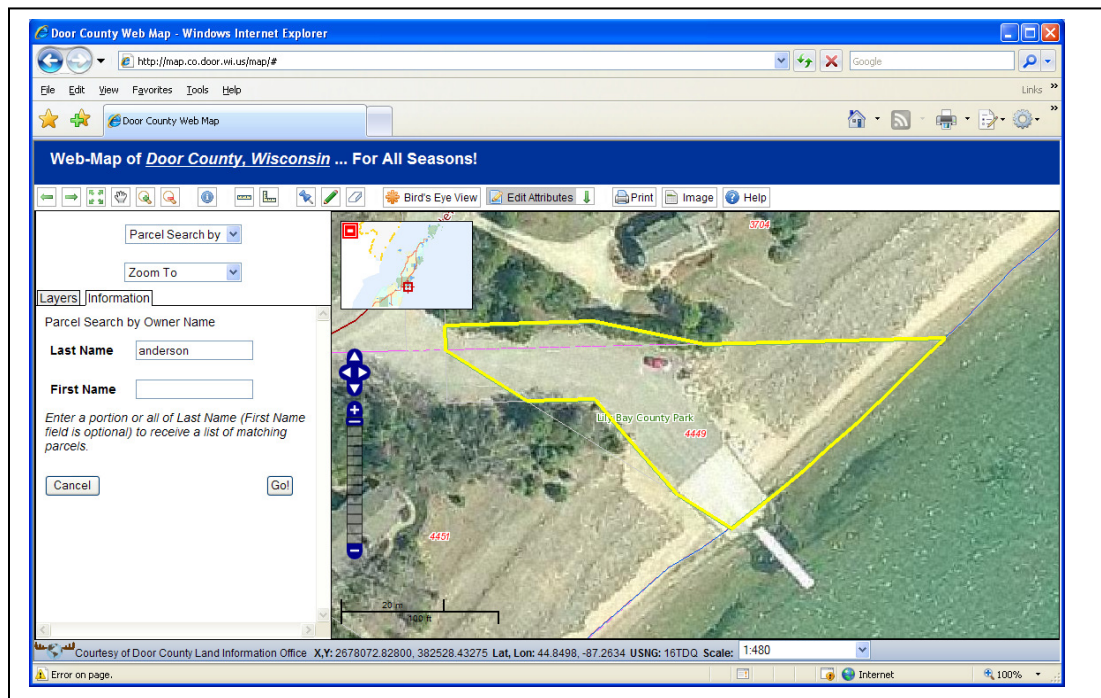 Door County Web Map - Windows Internet Explorer
http://map.co.door.wi.us/map/#
Google
File Edit View Favorites Tools Help
Links »
Door County Web Map
»
Web-Map of Door County, Wisconsin ... For All Seasons!
Bird's Eye View Edit Attributes Print Image Help
Parcel Search by
Zoom To
Layers Information
Parcel Search by Owner Name
Last Name anderson
First Name
Enter a portion or all of Last Name (First Name
field is optional) to receive a list of matching
parcels.
Cancel Go!
3704
Lily Bay County Park
4449
4451
20 m
100 ft
Courtesy of Door County Land Information Office X,Y: 2678072.82800, 382528.43275 Lat, Lon: 44.8498, -87.2634 USNG: 16TDQ Scale: 1:480
Error on page. Internet 100%